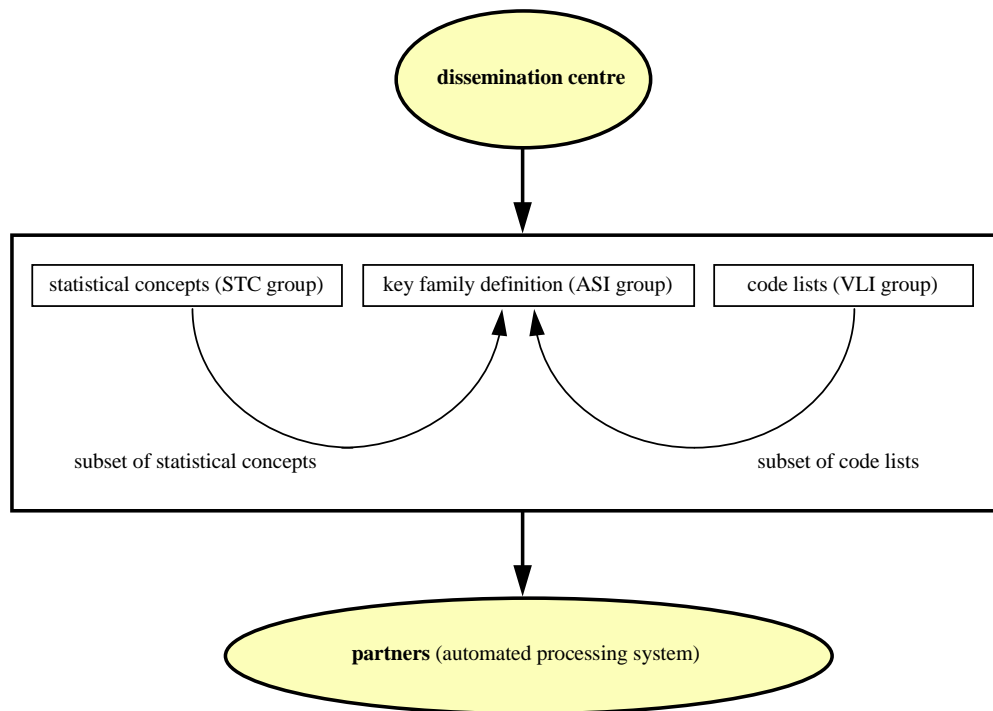 dissemination centre
statistical concepts (STC group)
key family definition (ASI group)
code lists (VLI group)
subset of statistical concepts
subset of code lists
partners (automated processing system)